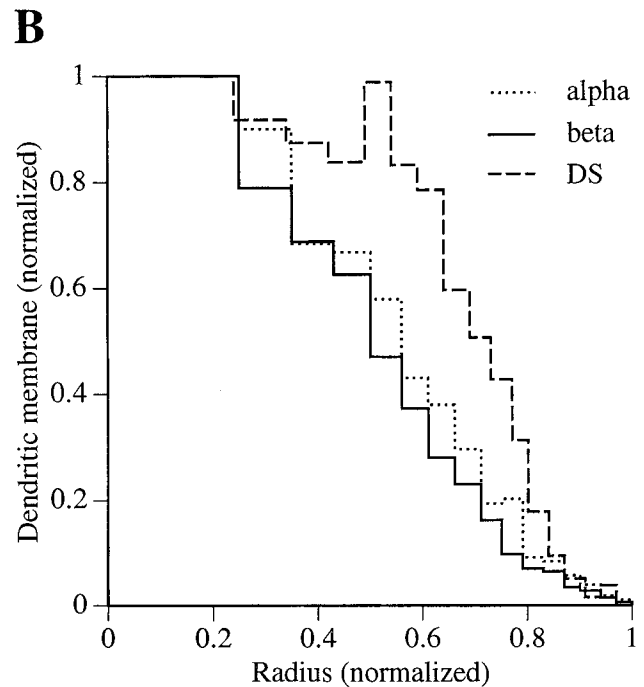 B
alpha
beta
DS
Dendritic membrane (normalized)
1
0.8
0.6
0.4
0.2
0
0
0.2
0.4
0.6
0.8
1
Radius (normalized)